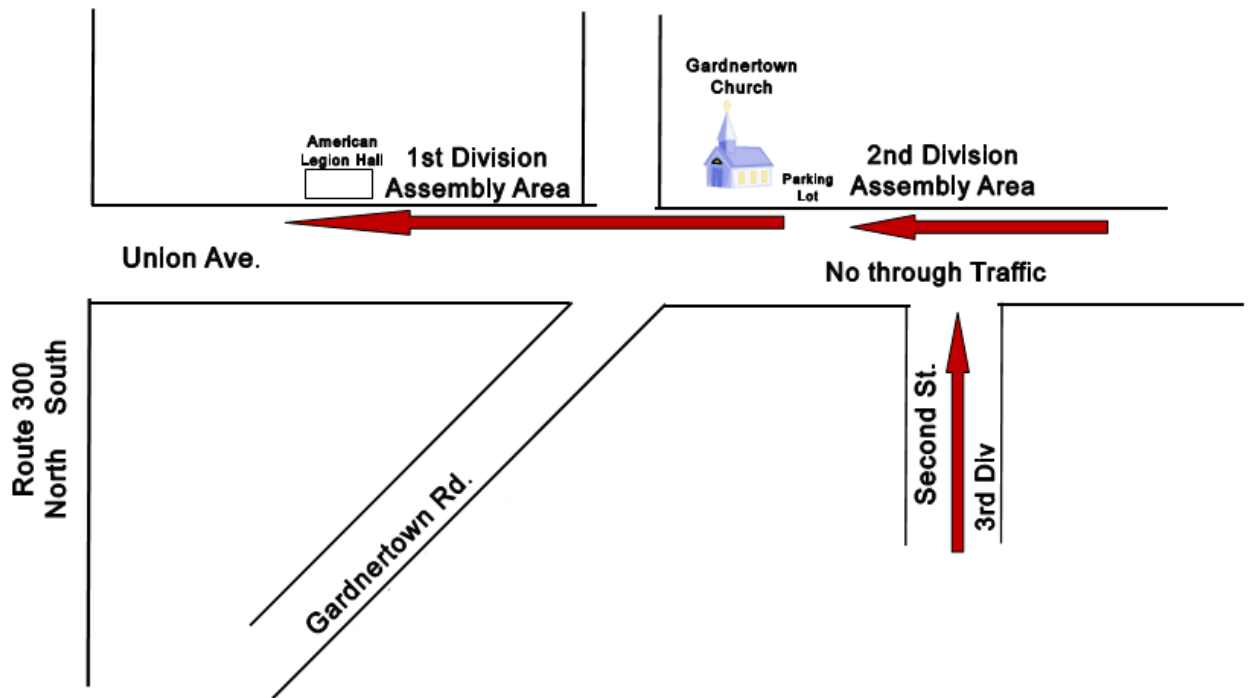 Gardnertown
Church
American
Legion Hall
1st Division
Assembly Area
Parking
Lot
2nd Division
Assembly Area
Union Ave.
No through Traffic
Route 300
North South
Gardnertown Rd.
Second St.
3rd Div